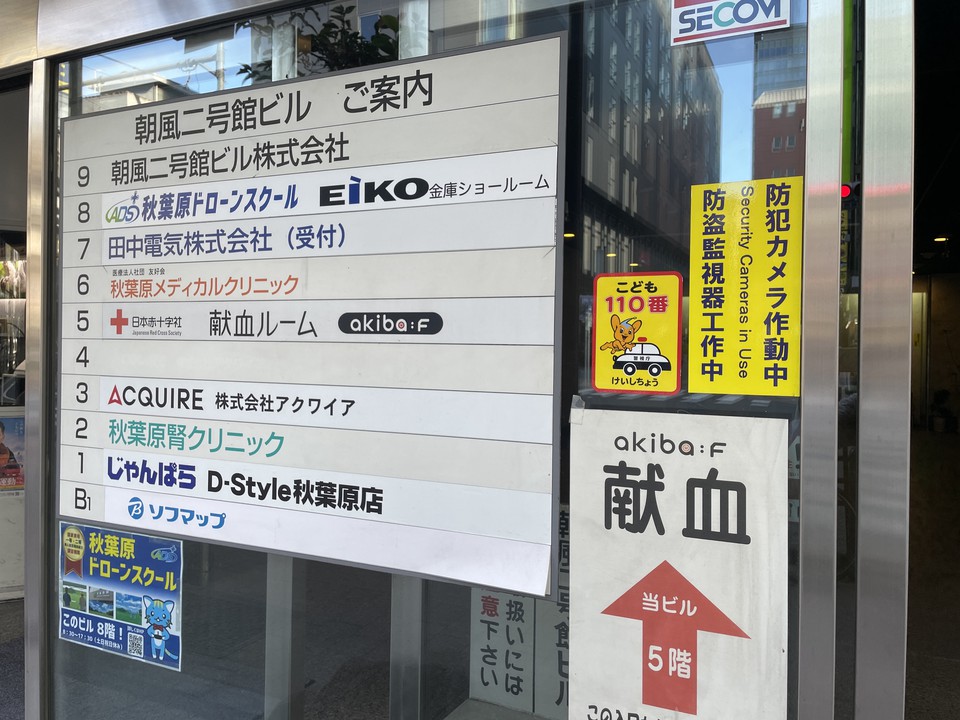 SECOM
朝風二号館ビル ご案内
9 朝風二号館ビル株式会社
8 ADS 秋葉原ドローンスクール EIKO 金庫ショールーム
7 田中電気株式会社（受付）
医療法人社団 友好会
6 秋葉原メディカルクリニック
5 日本赤十字社 献血ルーム akiba:F
Japanese Red Cross Society
4
3 ACQUIRE 株式会社アクワイア
2 秋葉原腎クリニック
1 じゃんぱら D-Style秋葉原店
B1 ソフマップ
防犯カメラ作動中
Security Cameras in Use
防盗監視器工作中
こども
110番
警視庁
けいしちょう
akiba:F
献血
当ビル
5階
秋葉原
ドローンスクール
ADS
このビル 8階！
扱いには
意下さい